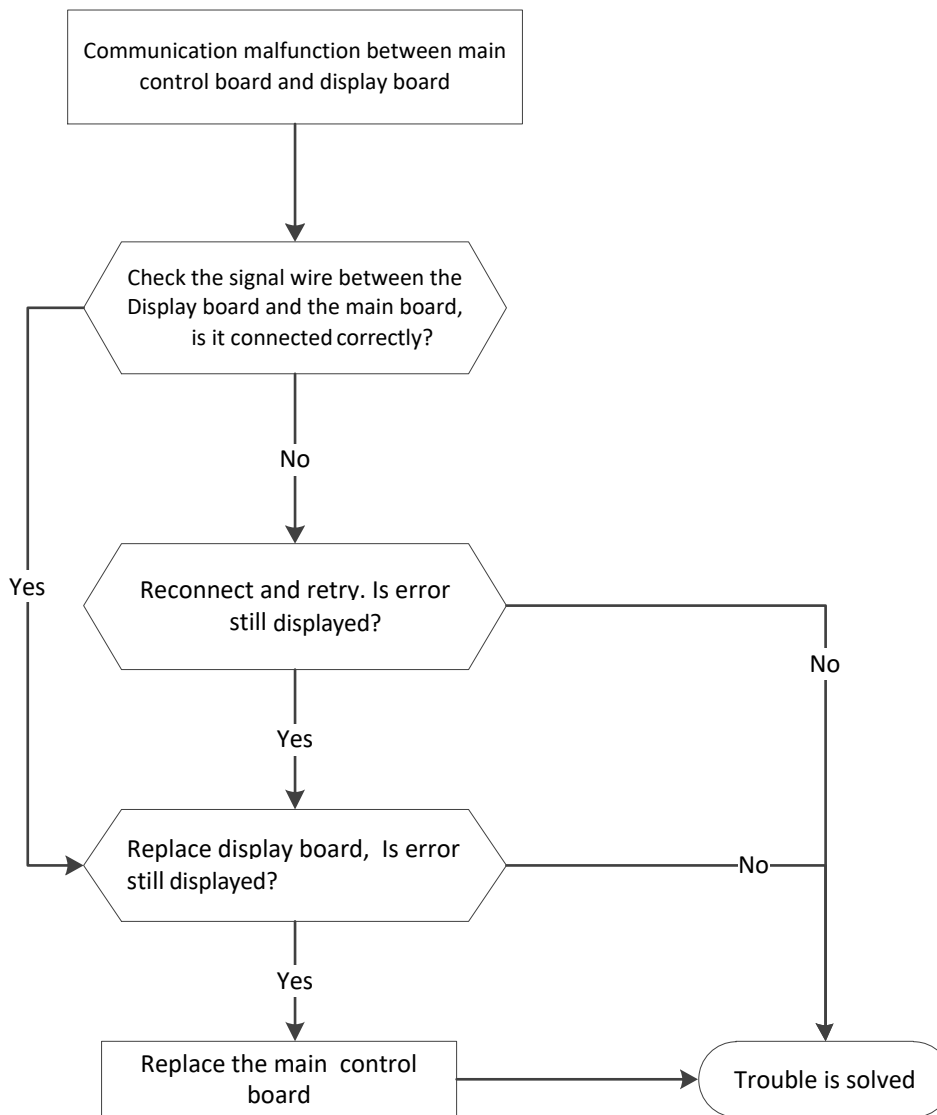 Communication malfunction between main
control board and display board
Check the signal wire between the
Display board and the main board,
is it connected correctly?
No
Reconnect and retry. Is error
still displayed?
Yes
No
Yes
Replace display board, Is error
still displayed?
No
Yes
Replace the main control
board
Trouble is solved